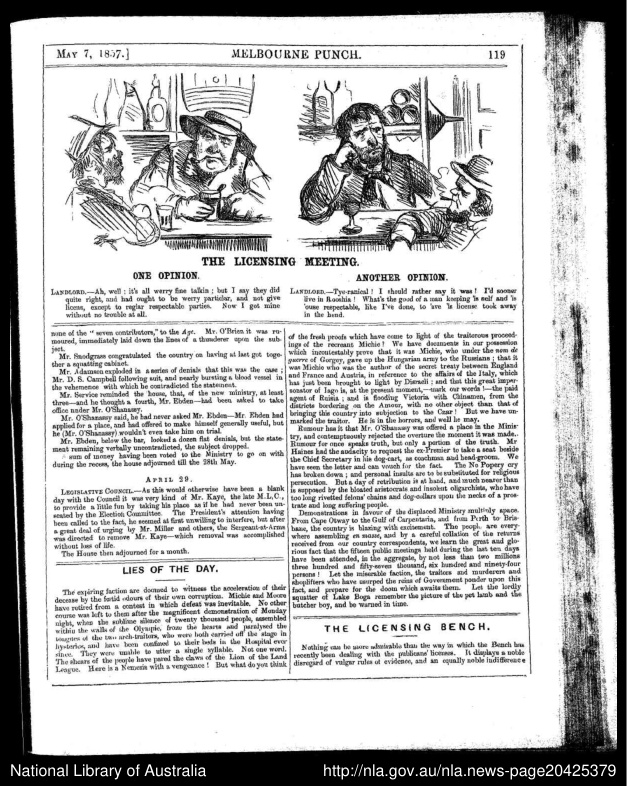 MAY 7, 1857.]
MELBOURNE PUNCH.
119
THE LICENSING MEETING.
ONE OPINION.
LANDLORD.—Ah, well : it's all werry fine talkin ; but I say they did
quite right, and had ought to be werry particlar, and not give
license, except to reglar respectable parties. Now I got mine
without no trouble at all.
ANOTHER OPINION.
LANDLORD.—Tye-ranical ! I should rather say it was ! I'd sooner
live in Rooshia ! What's the good of a man keeping 'is self and 'is
'ouse respectable, like I've done, to 'ave 'is license took away
in the hend.
none of the " seven contributors," to the Age. Mr. O'Brien it was ru-
moured, immediately laid down the lines of a thunderer upon the sub-
ject.
Mr. Snodgrass congratulated the country on having at last got toge-
ther a squatting cabinet.
Mr. Adamson exploded in a series of denials that this was the case ;
Mr. D. S. Campbell following suit, and nearly bursting a blood vessel in
the vehemence with which he contradicted the statement.
Mr. Service reminded the house, that, of the new ministry, at least
three—and he thought a fourth, Mr. Ebden—had been asked to take
office under Mr. O'Shanassy.
Mr. O'Shanassy said, he had never asked Mr. Ebden—Mr. Ebden had
applied for a place, and had offered to make himself generally useful, but
he (Mr. O'Shanassy) wouldn't even take him on trial.
Mr. Ebden, below the bar, looked a dozen flat denials, but the state-
ment remaining verbally uncontradicted, the subject dropped.
A sum of money having been voted to the Ministry to go on with
during the recess, the house adjourned till the 28th May.
APRIL 29.
LEGISLATIVE COUNCIL.—As this would otherwise have been a blank
day with the Council it was very kind of Mr. Kaye, the late M.L.C.,
to provide a little fun by taking his place as if he had never been un-
seated by the Election Committee. The President's attention having
been called to the fact, he seemed at first unwilling to interfere, but after
a great deal of urging by Mr. Miller and others, the Sergeant-at-Arms
was directed to remove Mr. Kaye—which removal was accomplished
without loss of life.
The House then adjourned for a month.
LIES OF THE DAY.
The expiring faction are doomed to witness the acceleration of their
decease by the fœtid odours of their own corruption. Michie and Moore
have retired from a contest in which defeat was inevitable. No other
course was left to them after the magnificent demonstration of Monday
night, when the sublime silence of twenty thousand people, assembled
within the walls of the Olympic, froze the hearts and paralysed the
tongues of the two arch-traitors, who were both carried off the stage in
hysterics, and have been confined to their beds in the Hospital ever
since. They were unable to utter a single syllable. Not one word.
The shears of the people have pared the claws of the Lion of the Land
League. Here is a Nemesis with a vengeance ! But what do you think
of the fresh proofs which have come to light of the traitorous proceed-
ings of the recreant Michie ? We have documents in our possession
which incontestably prove that it was Michie, who under the nom de
guerre of Gorgey, gave up the Hungarian army to the Russians ; that it
was Michie who was the author of the secret treaty between England
and France and Austria, in reference to the affairs of the Italy, which
has just been brought to light by Disraeli ; and that this great imper-
sonator of Iago is, at the present moment,—mark our words !—the paid
agent of Russia ; and is flooding Victoria with Chinamen, from the
districts bordering on the Amour, with no other object than that of
bringing this country into subjection to the Czar ! But we have un-
marked the traitor. He is in the horrors, and well he may.
Rumour has it that Mr. O'Shanassy was offered a place in the Minis-
try, and contemptuously rejected the overture the moment it was made.
Rumour for once speaks truth, but only a portion of the truth. Mr
Haines had the audacity to request the ex-Premier to take a seat beside
the Chief Secretary in his dog-cart, as coachman and head-groom. We
have seen the letter and can vouch for the fact. The No Popery cry
has broken down ; and personal insults are to be substituted for religious
persecution. But a day of retribution is at hand, and much nearer than
is supposed by the bloated aristocrats and insolent oligarchists, who have
too long rivetted felons' chains and dog-collars upon the necks of a pros-
trate and long suffering people.
Demonstrations in favour of the displaced Ministry multiply apace.
From Cape Otway to the Gulf of Carpentaria, and from Perth to Bris-
bane, the country is blazing with excitement. The people are every-
where assembling en masse, and by a careful collation of the returns
received from our country correspondents, we learn the great and glo-
rious fact that the fifteen public meetings held during the last ten days
have been attended, in the aggregate, by not less than two millions
three hundred and fifty-seven thousand, six hundred and ninety-four
persons ! Let the miserable faction, the traitors and murderers and
shoplifters who have usurped the reins of Government ponder upon this
fact, and prepare for the doom which awaits them. Let the lordly
squatter of Lake Boga remember the picture of the pet lamb and the
butcher boy, and be warned in time.
THE LICENSING BENCH.
Nothing can be more admirable than the way in which the Bench has
recently been dealing with the publicans' licenses. It displays a noble
disregard of vulgar rules of evidence, and an equally noble indifference
National Library of Australia
http://nla.gov.au/nla.news-page20425379